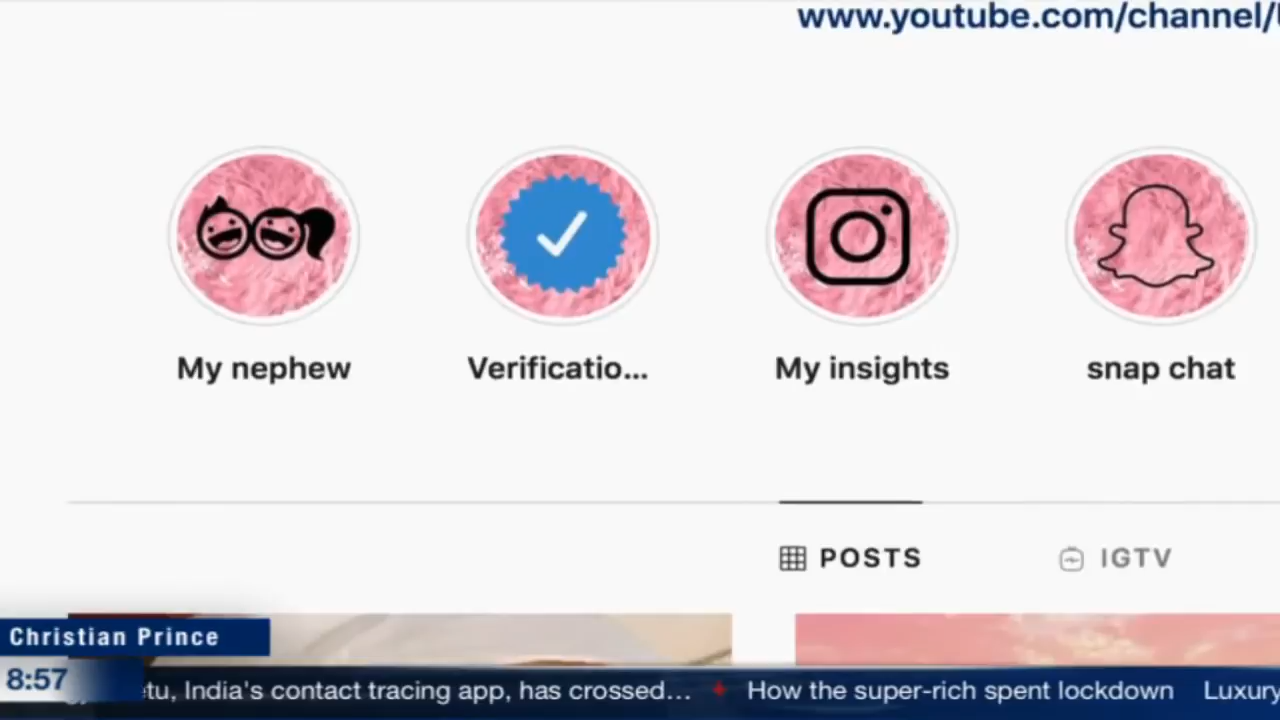 www.youtube.com/channel/
My nephew
Verificatio...
My insights
snap chat
POSTS
IGTV
Christian Prince
8:57
etu, India's contact tracing app, has crossed... How the super-rich spent lockdown Luxury